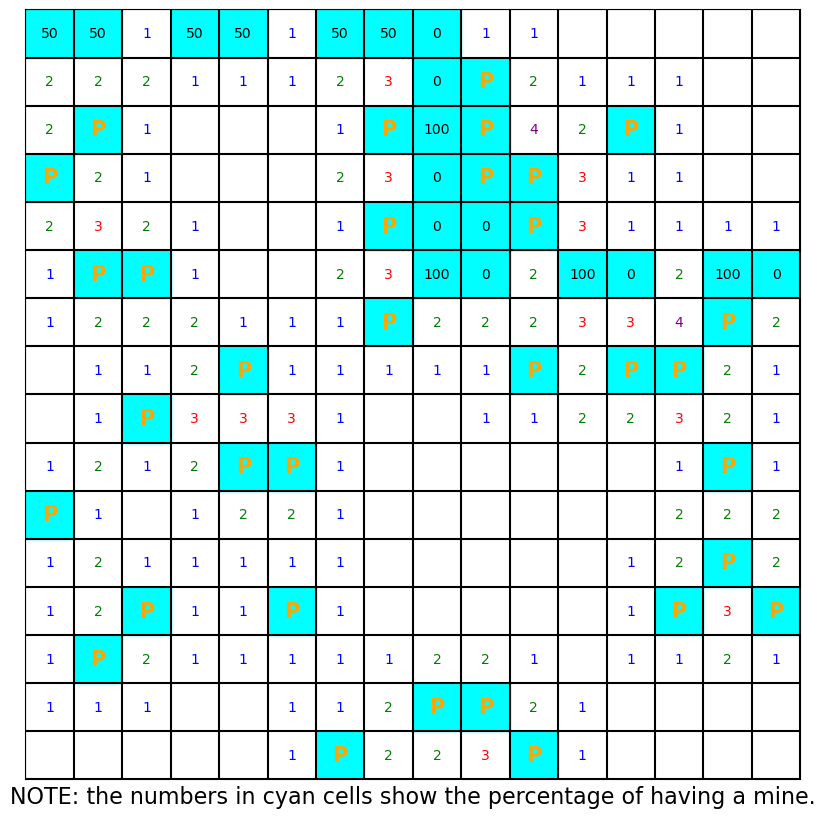 50 50 1 50 50 1 50 50 0 1 1
2 2 2 1 1 1 2 3 0 P 2 1 1 1
2 P 1 1 P 100 P 4 2 P 1
P 2 1 2 3 0 P P 3 1 1
2 3 2 1 1 P 0 0 P 3 1 1 1 1
1 P P 1 2 3 100 0 2 100 0 2 100 0
1 2 2 2 1 1 1 P 2 2 2 3 3 4 P 2
1 1 2 P 1 1 1 1 1 P 2 P P 2 1
1 P 3 3 3 1 1 1 2 2 3 2 1
1 2 1 2 P P 1 1 P 1
P 1 1 2 2 1 2 2 2
1 2 1 1 1 1 1 1 2 P 2
1 2 P 1 1 P 1 1 P 3 P
1 P 2 1 1 1 1 1 2 2 1 1 1 2 1
1 1 1 1 1 2 P P 2 1
1 P 2 2 3 P 1
NOTE: the numbers in cyan cells show the percentage of having a mine.